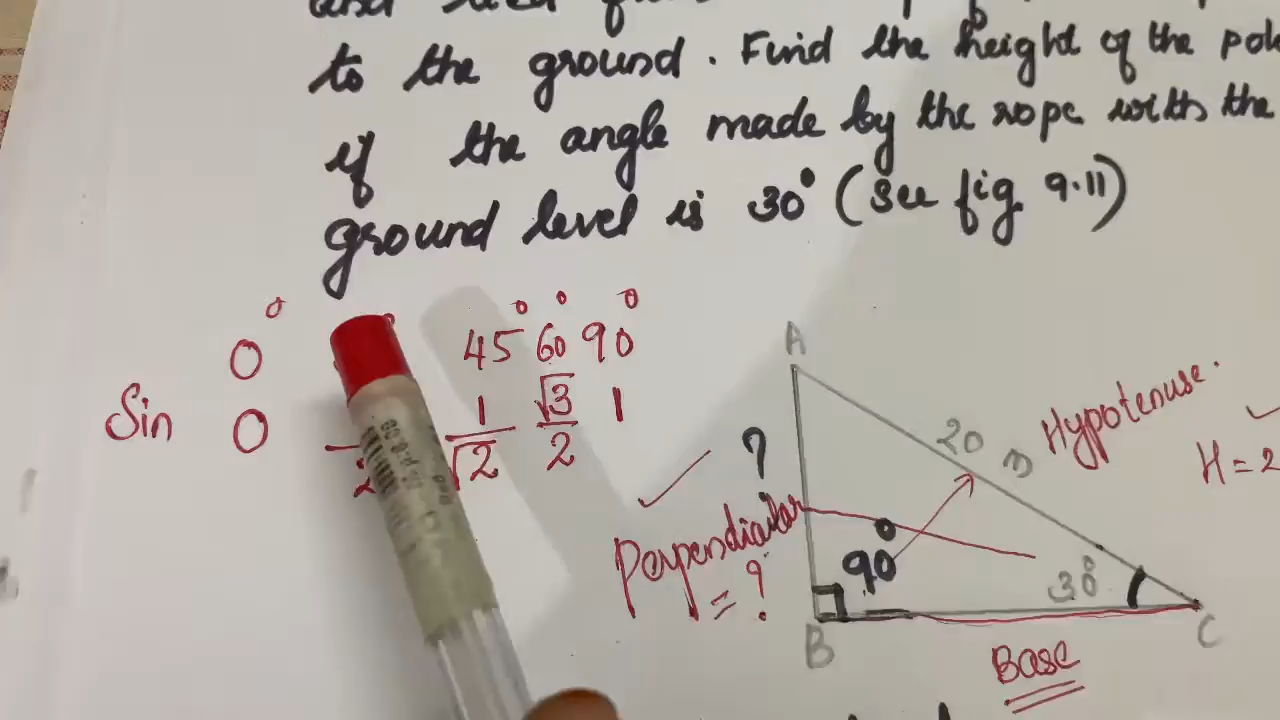 to the ground. Find the height of the
if the angle made by the rope with the
ground level is 30° (See fig 9.11)
0° 45° 60° 90°
Sin 0 1/√2 √3/2 1
A
20 m
Hypotenuse.
?
Perpendicular
= ?
90°
30°
B
C
Base